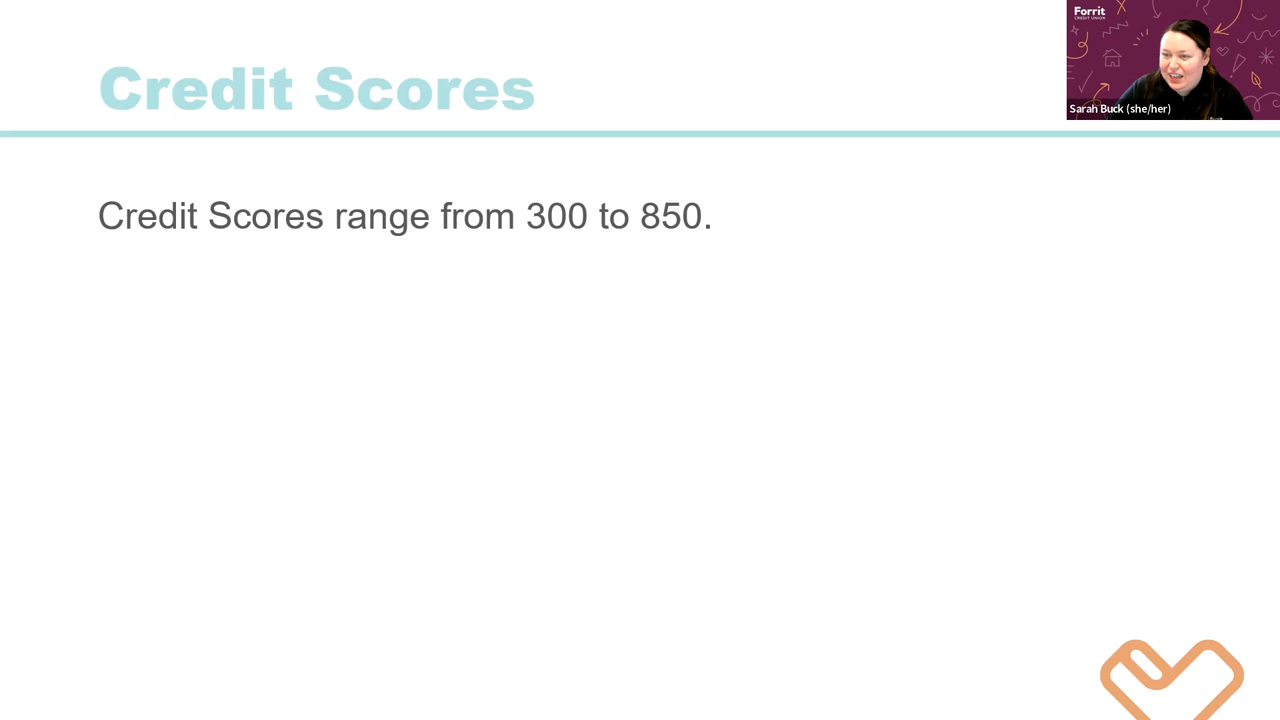 Credit Scores
Forrit
CREDIT UNION
Sarah Buck (she/her)
Credit Scores range from 300 to 850.